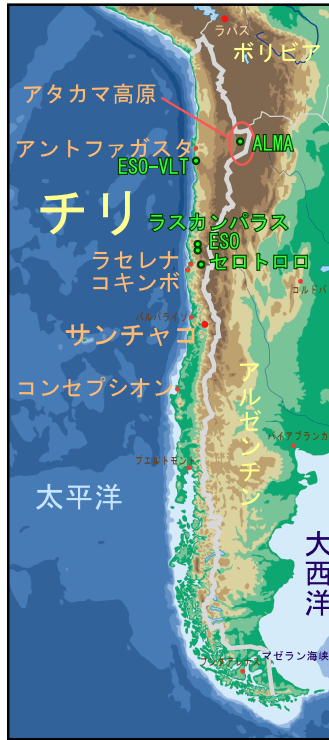 ラパス
ボリビア
アタカマ高原
アントファガスタ
ALMA
ESO-VLT
チリ
ラスカンパラス
ESO
ラセレナ
セロトロロ
コキンボ
コルドバ
バルパライソ
サンチャゴ
コンセプシオン
アルゼンチン
バイアブランカ
プエルトモント
太平洋
大西洋
マゼラン海峡
プンタアレナス